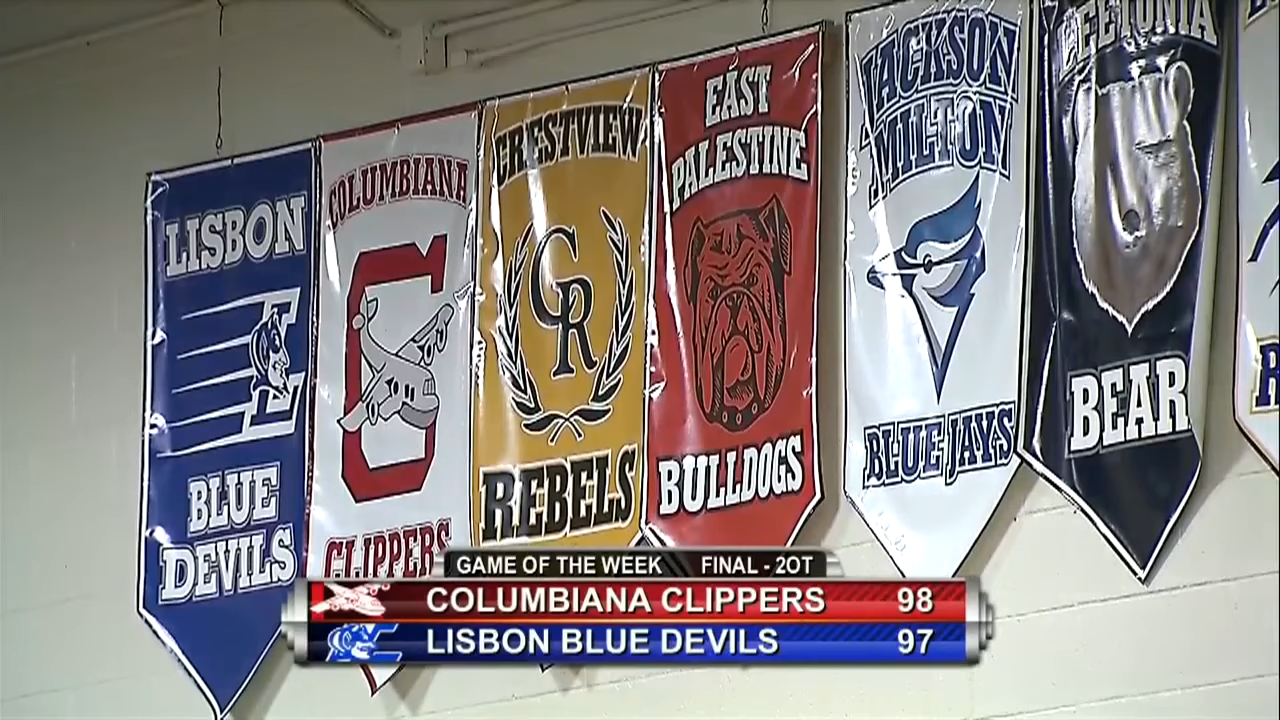 LISBON
BLUE
DEVILS
COLUMBIANA
C
CLIPPERS
CRESTVIEW
CR
REBELS
EAST
PALESTINE
BULLDOGS
JACKSON
MILTON
BLUE JAYS
LEETONIA
BEAR
GAME OF THE WEEK FINAL - 2OT
COLUMBIANA CLIPPERS 98
LISBON BLUE DEVILS 97